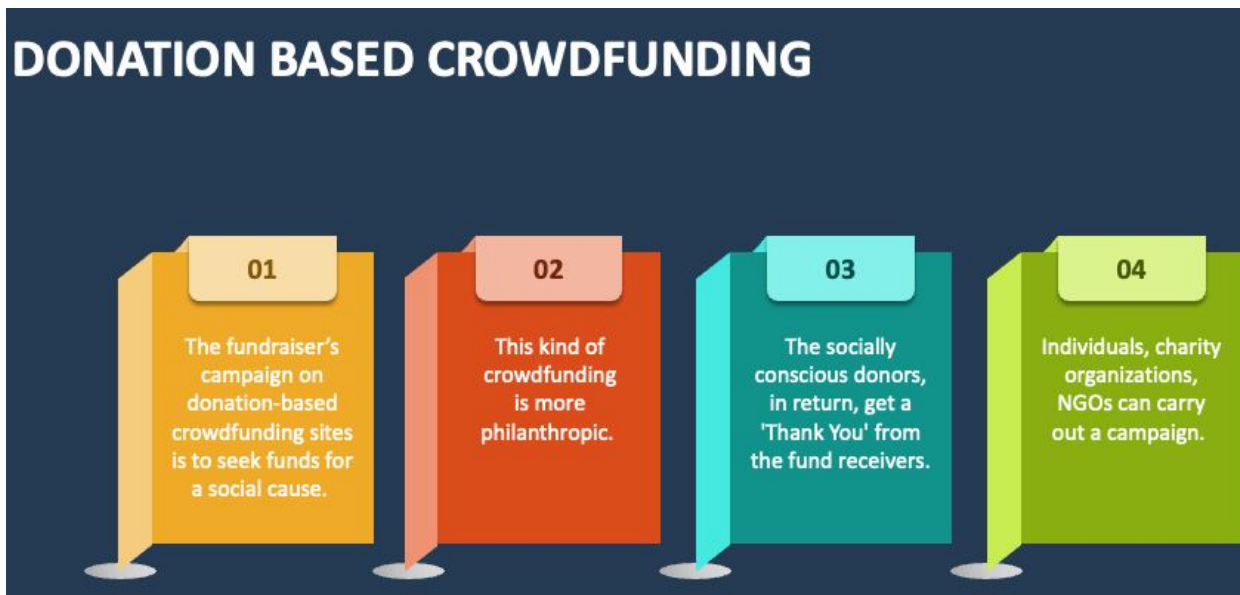 DONATION BASED CROWDFUNDING
01
The fundraiser’s
campaign on
donation-based
crowdfunding sites
is to seek funds for
a social cause.
02
This kind of
crowdfunding
is more
philanthropic.
03
The socially
conscious donors,
in return, get a
'Thank You' from
the fund receivers.
04
Individuals, charity
organizations,
NGOs can carry
out a campaign.